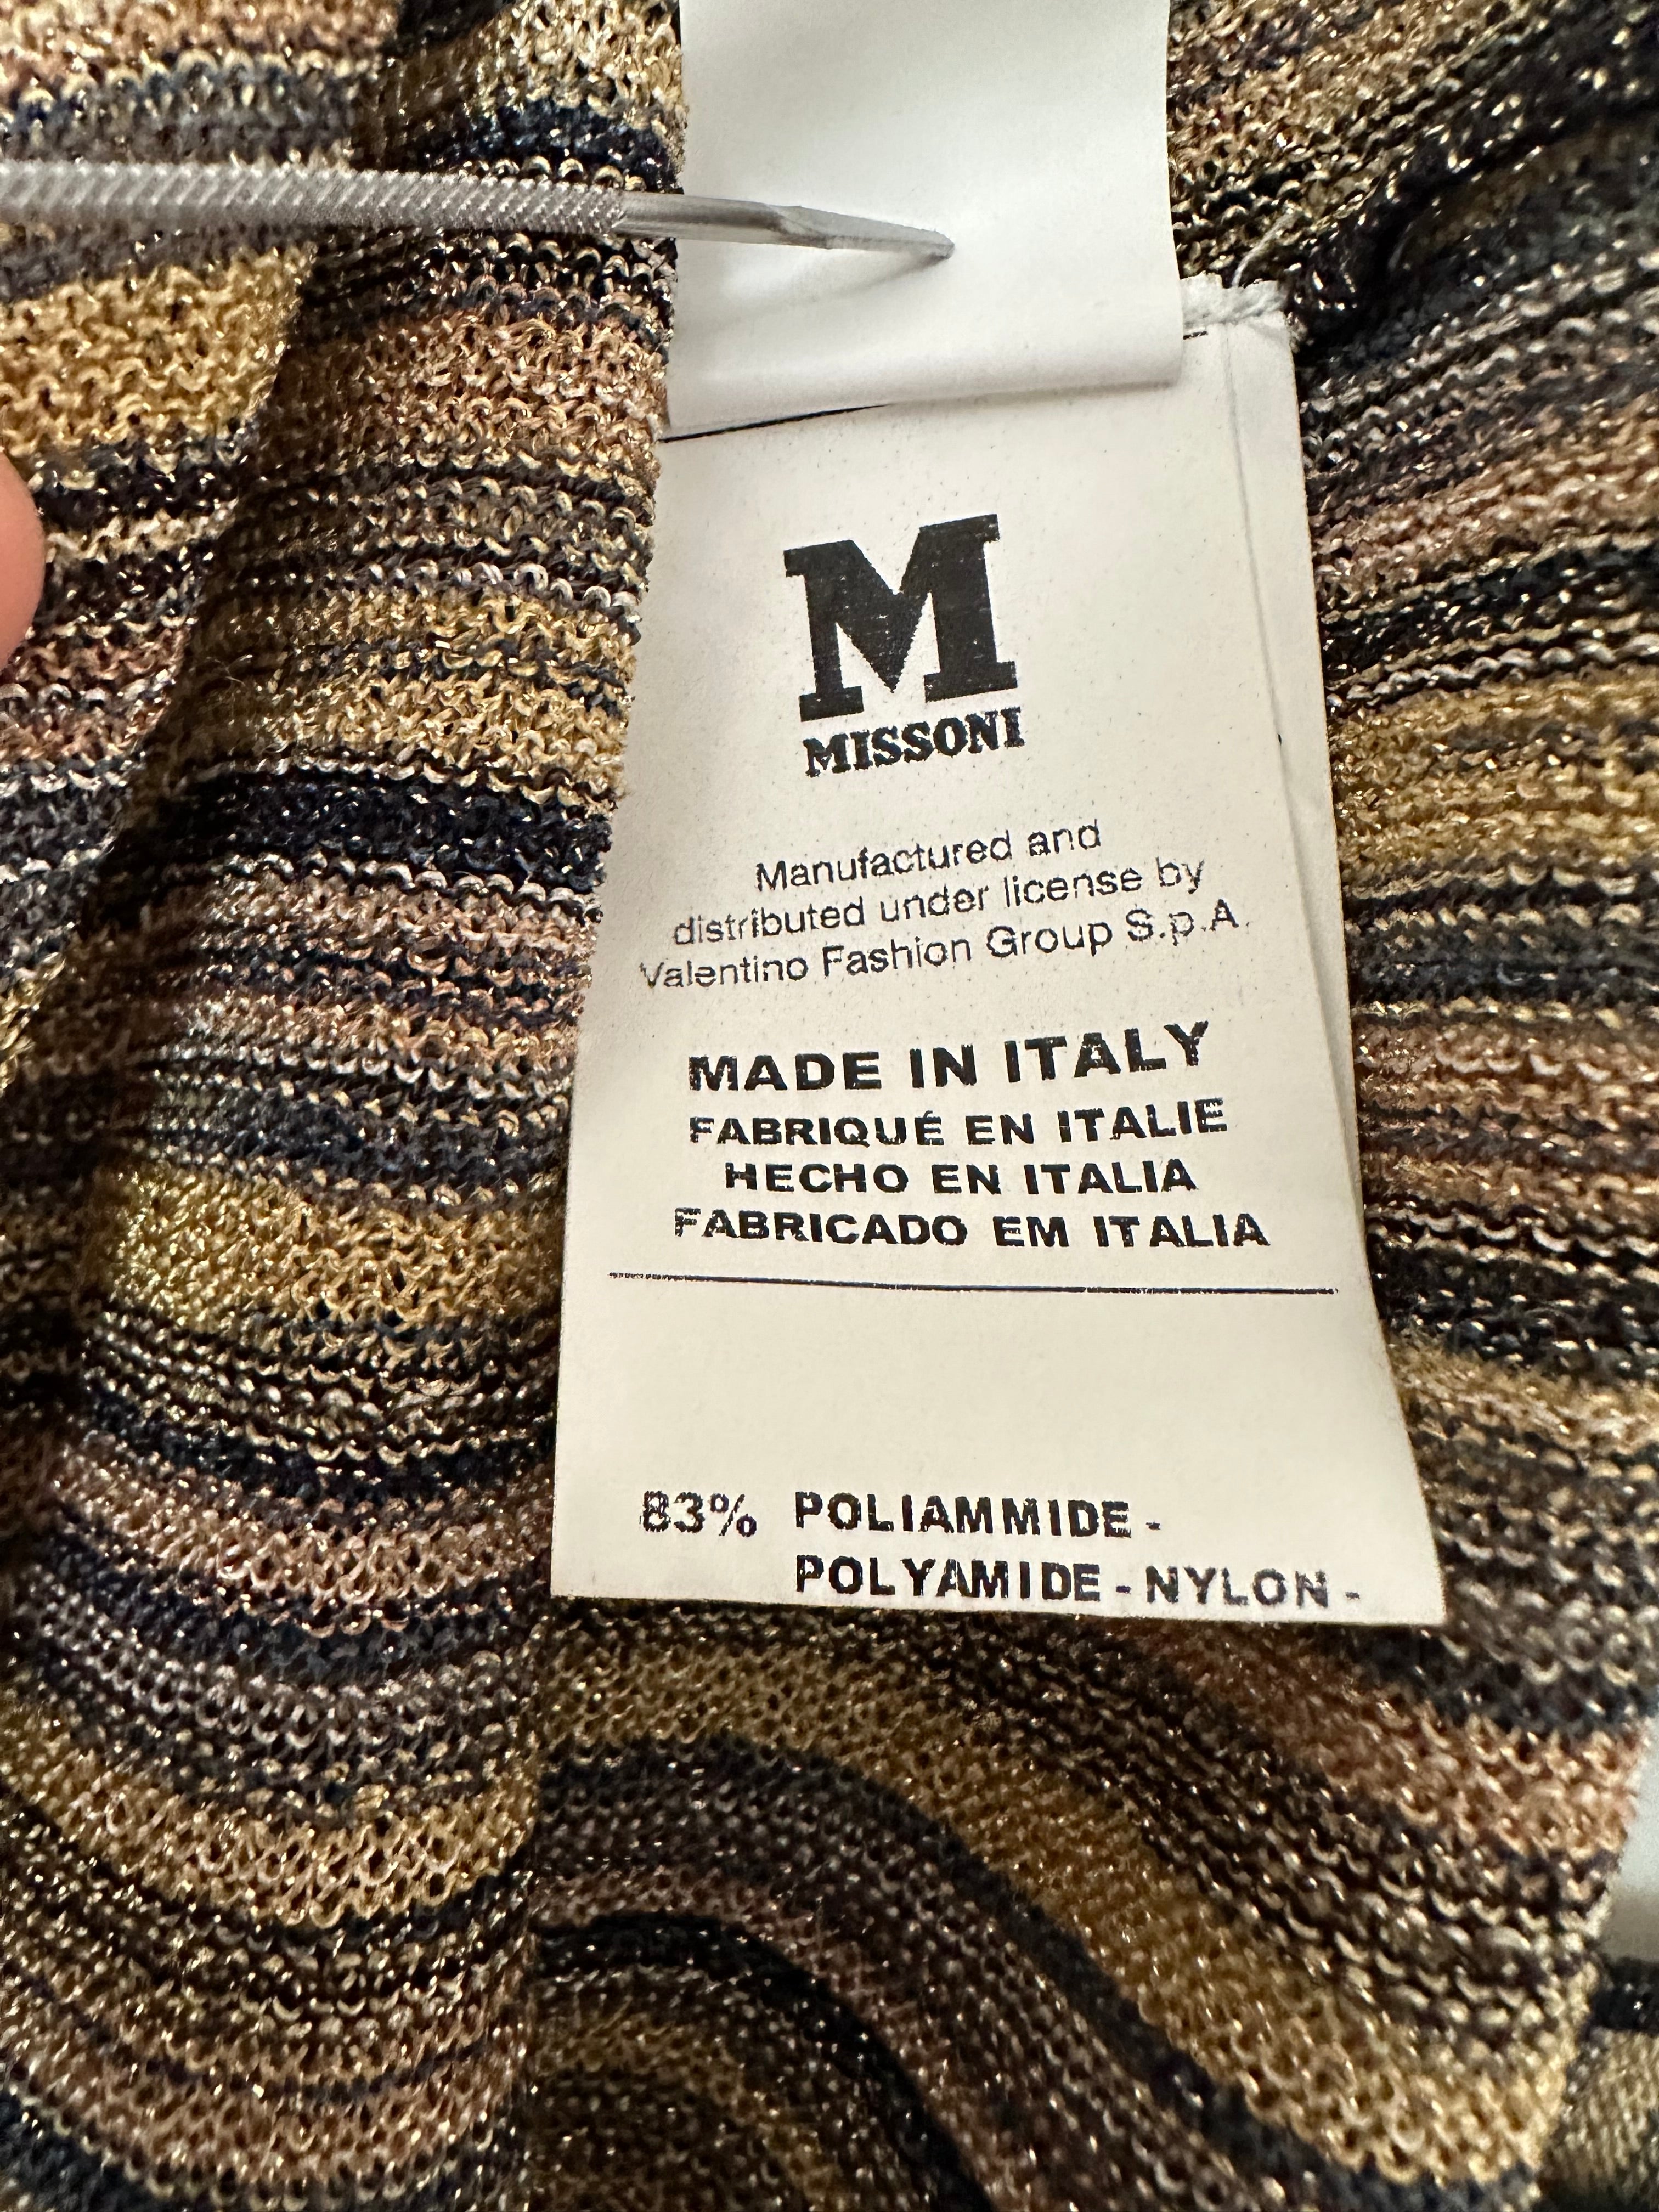 M
MISSONI
Manufactured and
distributed under license by
Valentino Fashion Group S.p.A.
MADE IN ITALY
FABRIQUÉ EN ITALIE
HECHO EN ITALIA
FABRICADO EM ITALIA
83% POLIAMMIDE -
POLYAMIDE - NYLON -